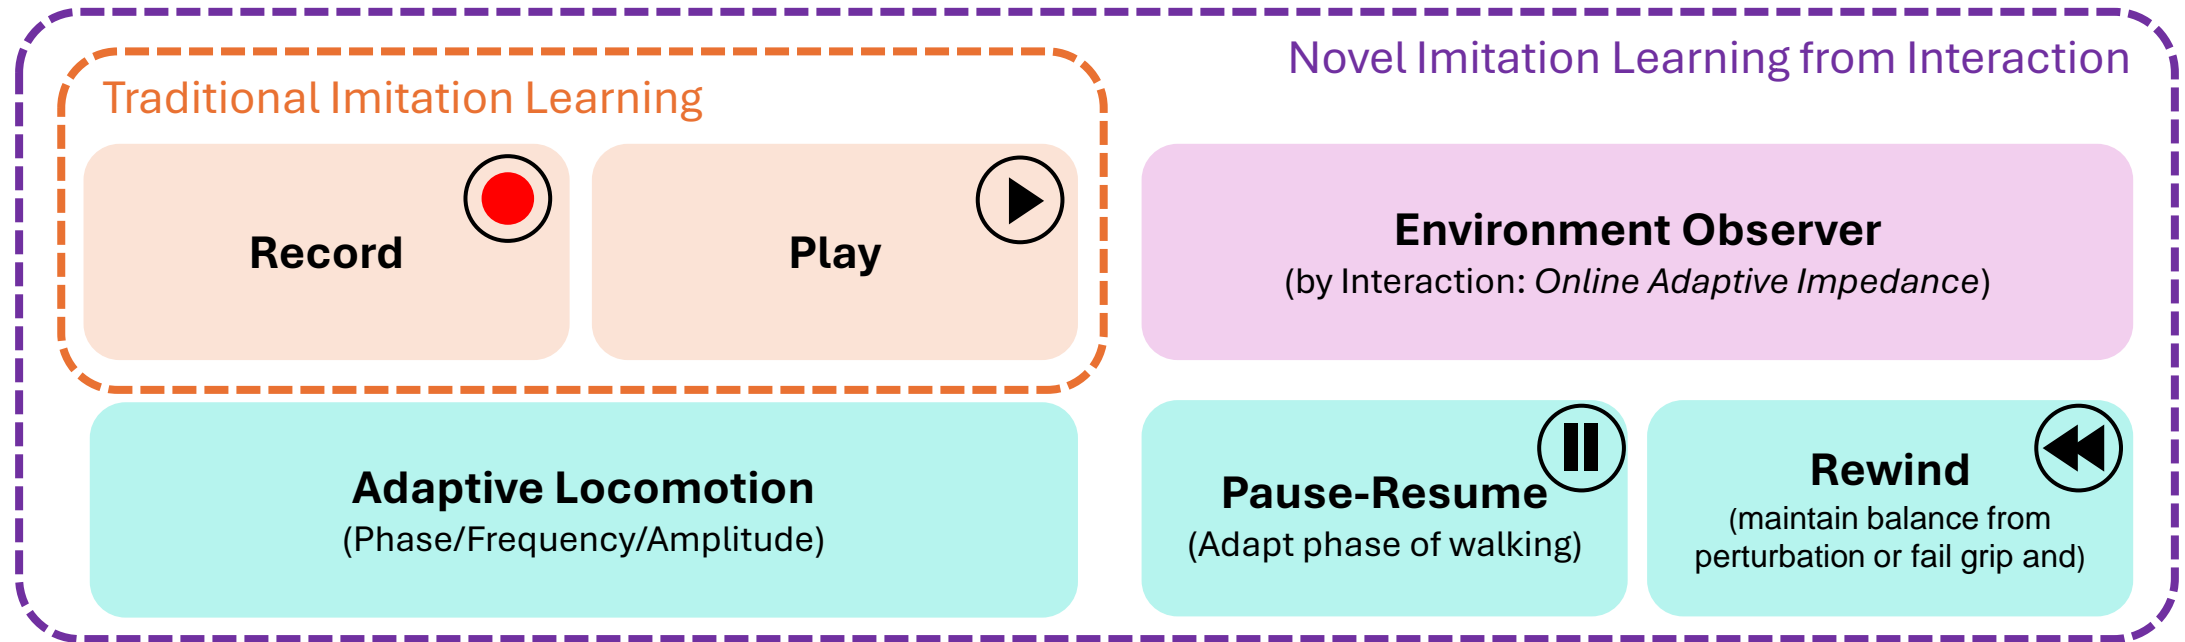 Novel Imitation Learning from Interaction
Traditional Imitation Learning
Record
Play
Environment Observer
(by Interaction: Online Adaptive Impedance)
Adaptive Locomotion
(Phase/Frequency/Amplitude)
Pause-Resume
(Adapt phase of walking)
Rewind
(maintain balance from
perturbation or fail grip and)